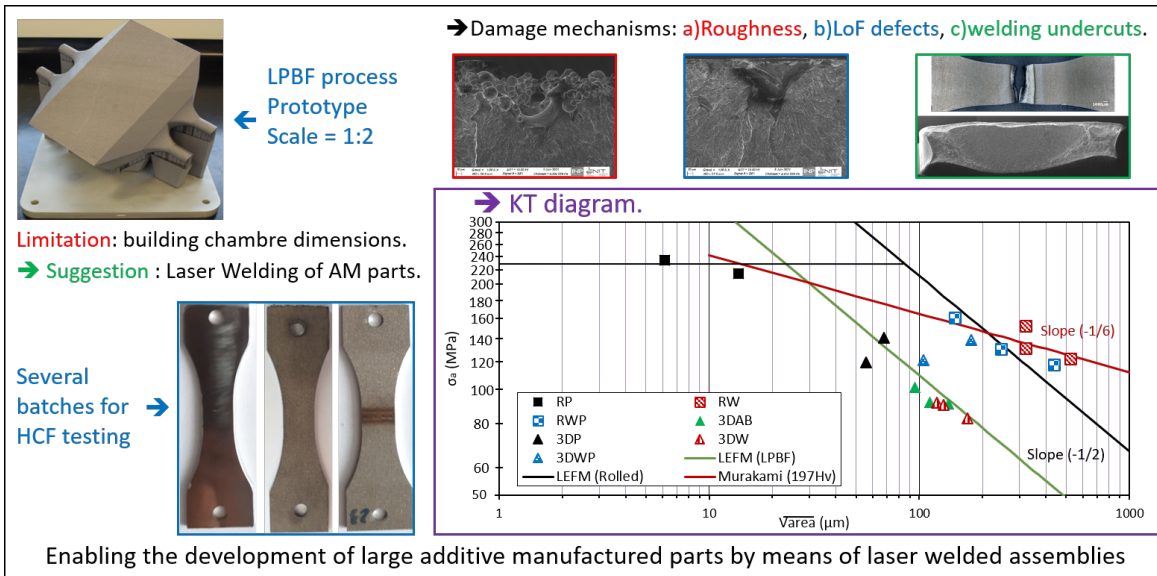 ➔ Damage mechanisms: a)Roughness, b)LoF defects, c)welding undercuts.
LPBF process
Prototype
Scale = 1:2
Limitation: building chambre dimensions.
➔ Suggestion : Laser Welding of AM parts.
Several
batches for
HCF testing
➔ KT diagram.
300
280
260
240
220
200
180
160
140
120
100
80
60
50
σa (MPa)
Slope (-1/6)
Slope (-1/2)
RP
RW
RWP
3DAB
3DP
3DW
3DWP
LEFM (LPBF)
LEFM (Rolled)
Murakami (197Hv)
1
10
100
1000
√area (µm)
Enabling the development of large additive manufactured parts by means of laser welded assemblies